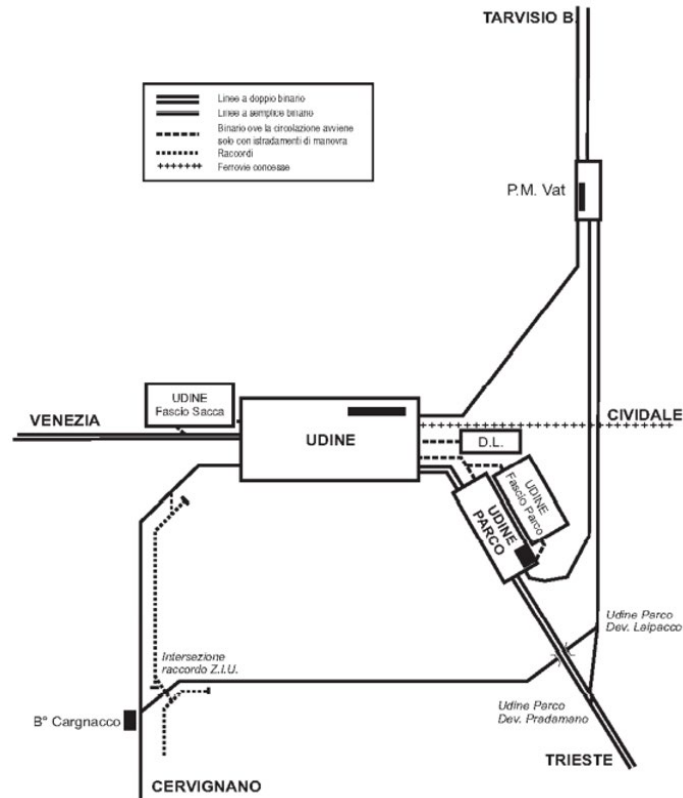 TARVISIO B.
Linee a doppio binario
Linee a semplice binario
Binario ove la circolazione avviene
solo con istradamenti di manovra
Raccordi
Ferrovie concesse
P.M. Vat
UDINE
Fascio Sacca
VENEZIA
UDINE
CIVIDALE
D.L.
UDINE
Fascio Parco
UDINE
PARCO
Udine Parco
Dev. Lalpacco
Intersezione
raccordo Z.I.U.
Udine Parco
Dev. Pradamano
B° Cargnacco
TRIESTE
CERVIGNANO